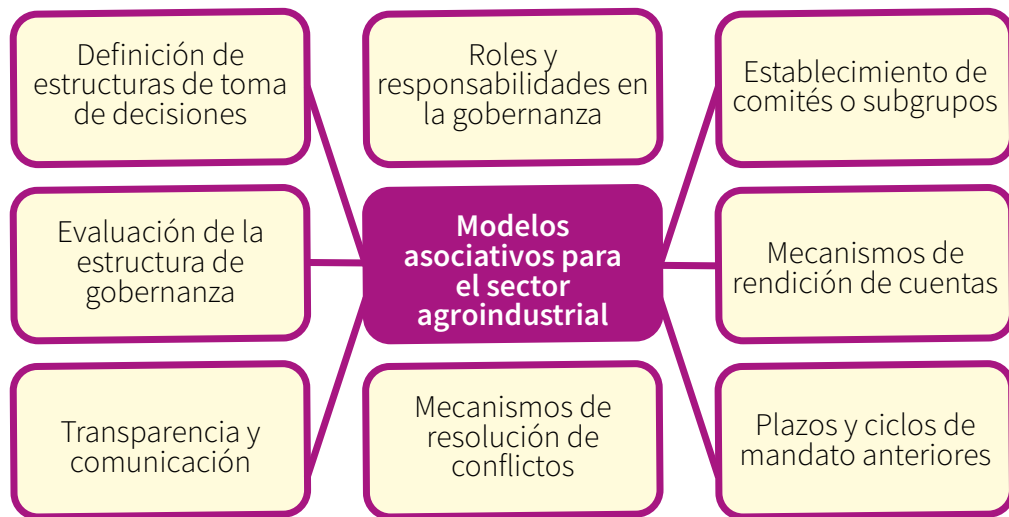 Definición de
estructuras de toma
de decisiones
Roles y
responsabilidades en
la gobernanza
Establecimiento de
comités o subgrupos
Evaluación de la
estructura de
gobernanza
Modelos
asociativos para
el sector
agroindustrial
Mecanismos de
rendición de cuentas
Transparencia y
comunicación
Mecanismos de
resolución de
conflictos
Plazos y ciclos de
mandato anteriores